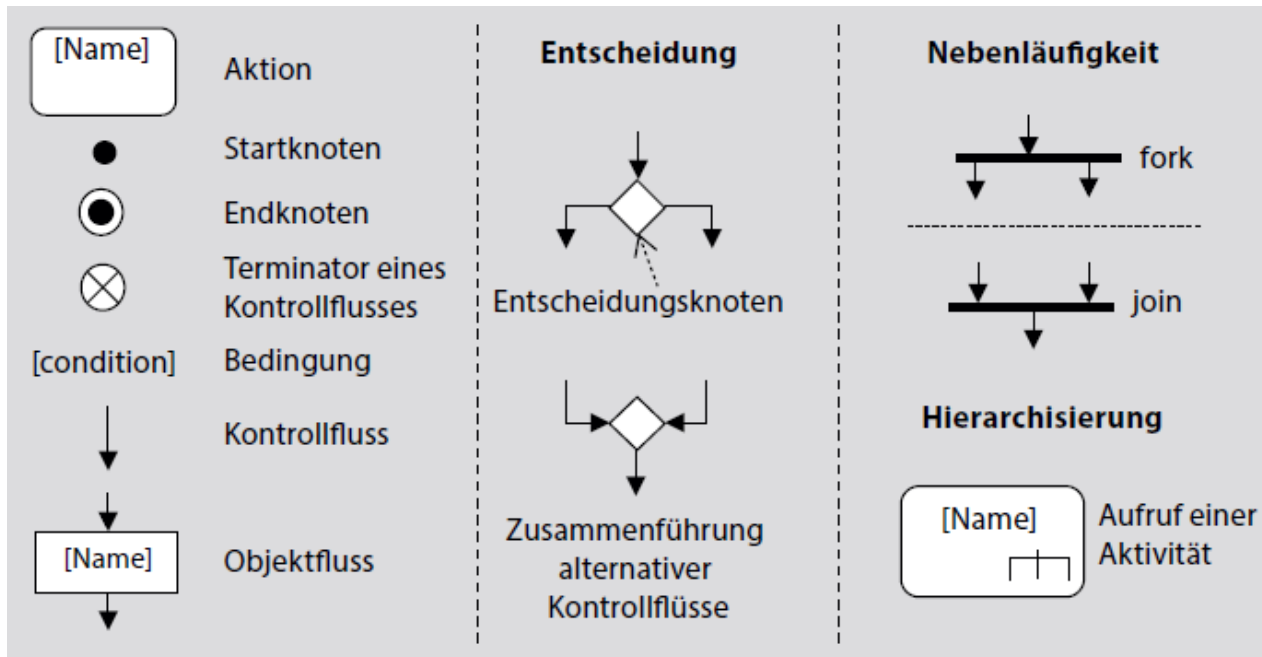 [Name]
Aktion
Startknoten
Endknoten
Terminator eines
Kontrollflusses
[condition]
Bedingung
Kontrollfluss
[Name]
Objektfluss
Entscheidung
Entscheidungsknoten
Zusammenführung
alternativer
Kontrollflüsse
Nebenläufigkeit
fork
join
Hierarchisierung
[Name]
Aufruf einer
Aktivität